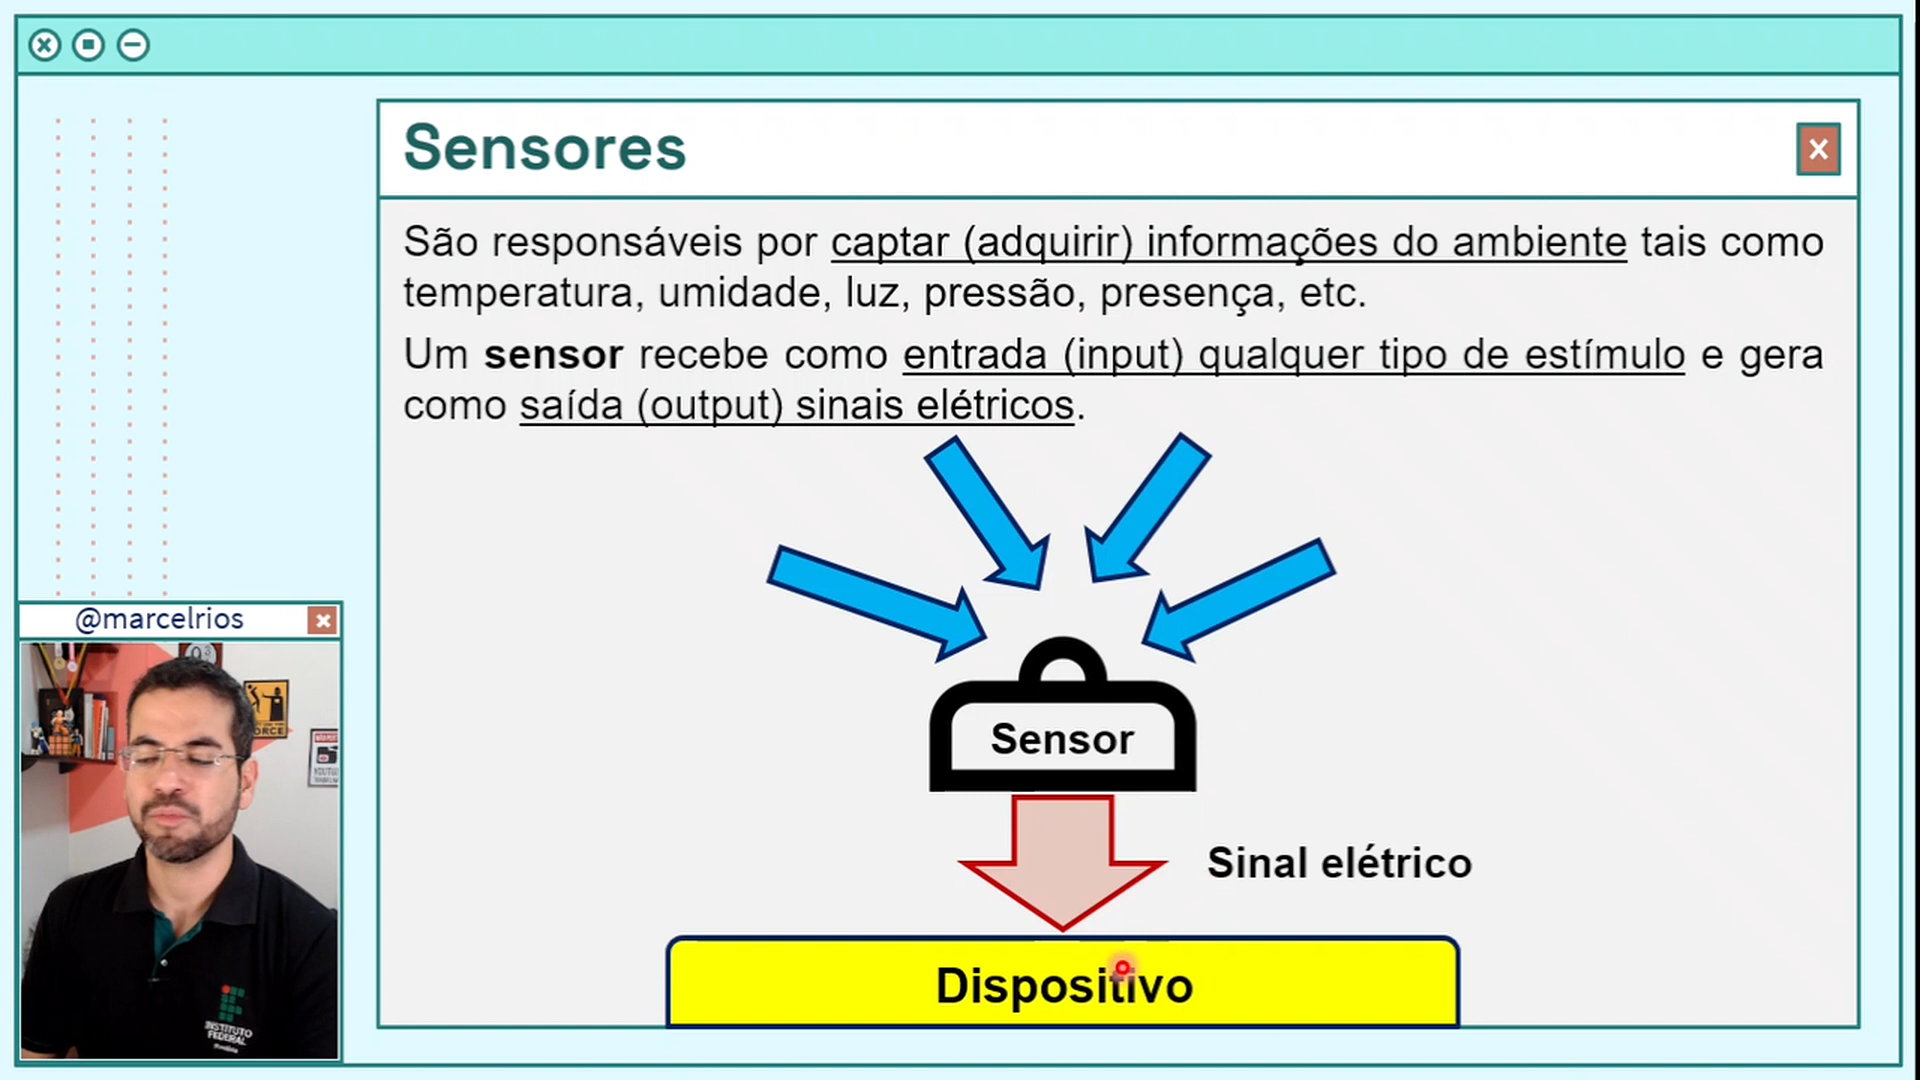 Sensores
São responsáveis por captar (adquirir) informações do ambiente tais como
temperatura, umidade, luz, pressão, presença, etc.
Um sensor recebe como entrada (input) qualquer tipo de estímulo e gera
como saída (output) sinais elétricos.
Sensor
Sinal elétrico
Dispositivo
@marcelrios
INSTITUTO
FEDERAL